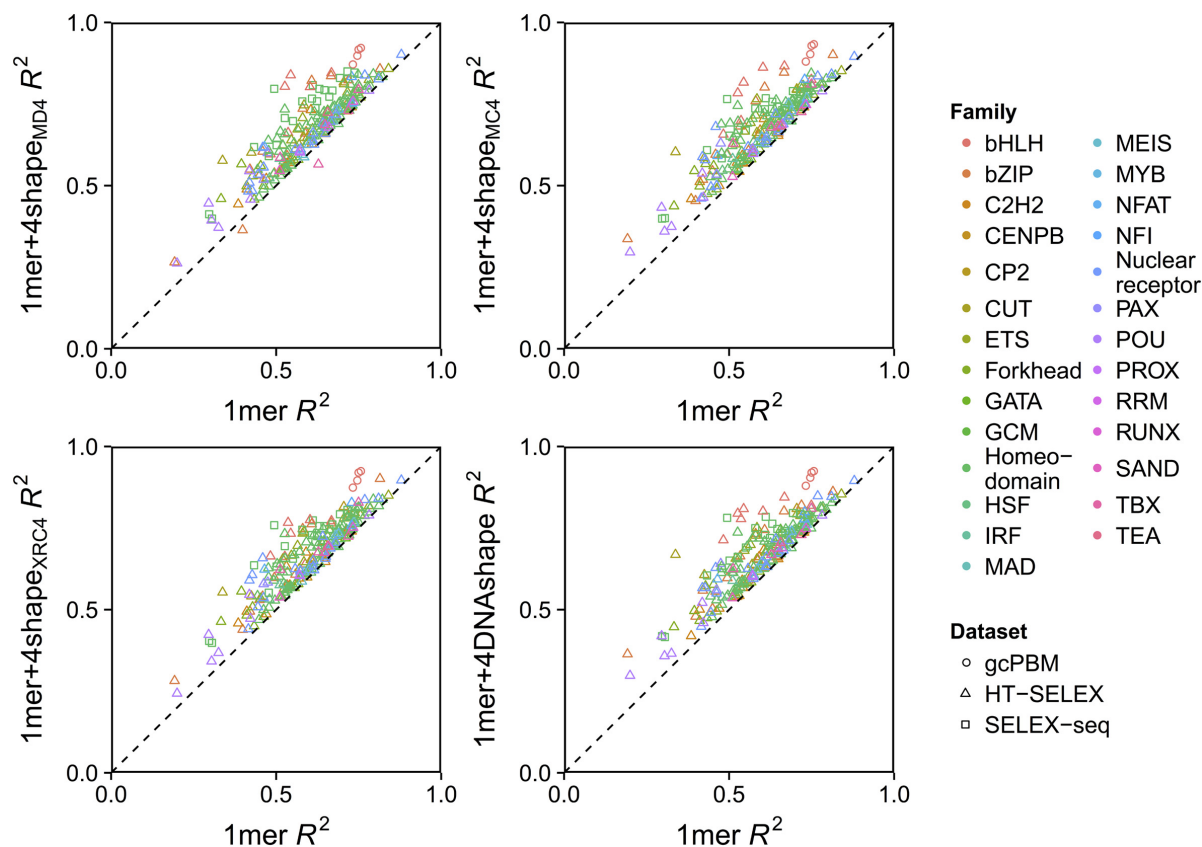 1.0
0.5
0.0
0.0 0.5 1.0
1mer+4shapeMD4 R2
1mer R2
1.0
0.5
0.0
0.0 0.5 1.0
1mer+4shapeMC4 R2
1mer R2
1.0
0.5
0.0
0.0 0.5 1.0
1mer+4shapeXRC4 R2
1mer R2
1.0
0.5
0.0
0.0 0.5 1.0
1mer+4DNAshape R2
1mer R2
Family
bHLH
bZIP
C2H2
CENPB
CP2
CUT
ETS
Forkhead
GATA
GCM
Homeo−
domain
HSF
IRF
MAD
MEIS
MYB
NFAT
NFI
Nuclear
receptor
PAX
POU
PROX
RRM
RUNX
SAND
TBX
TEA
Dataset
gcPBM
HT−SELEX
SELEX−seq